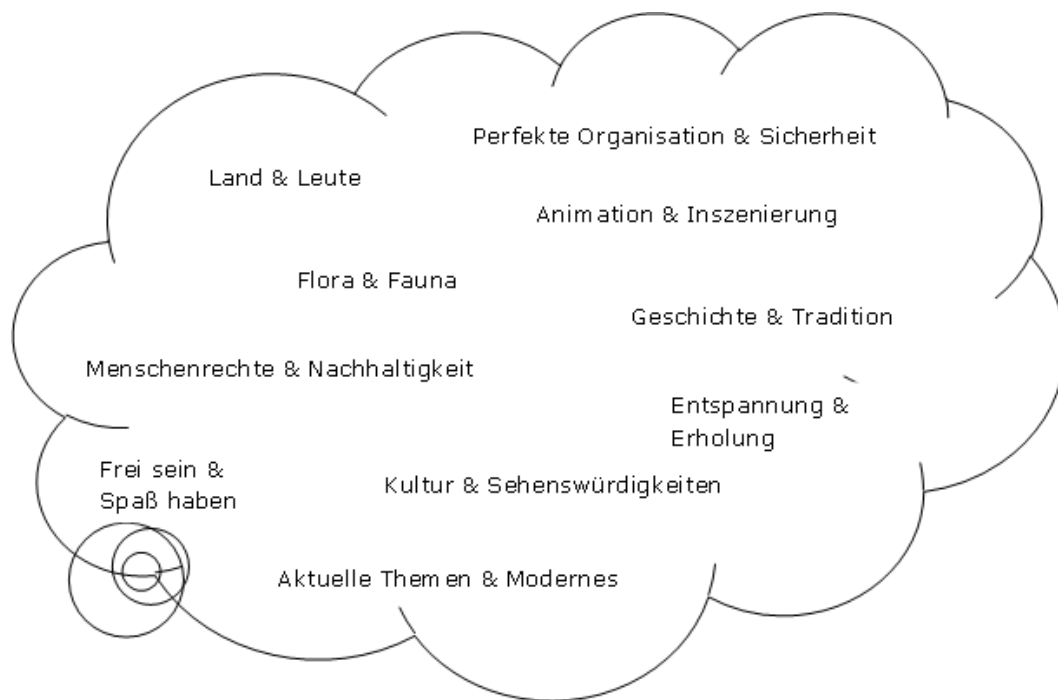 Perfekte Organisation & Sicherheit
Land & Leute
Animation & Inszenierung
Flora & Fauna
Geschichte & Tradition
Menschenrechte & Nachhaltigkeit
Entspannung &
Erholung
Frei sein &
Spaß haben
Kultur & Sehenswürdigkeiten
Aktuelle Themen & Modernes